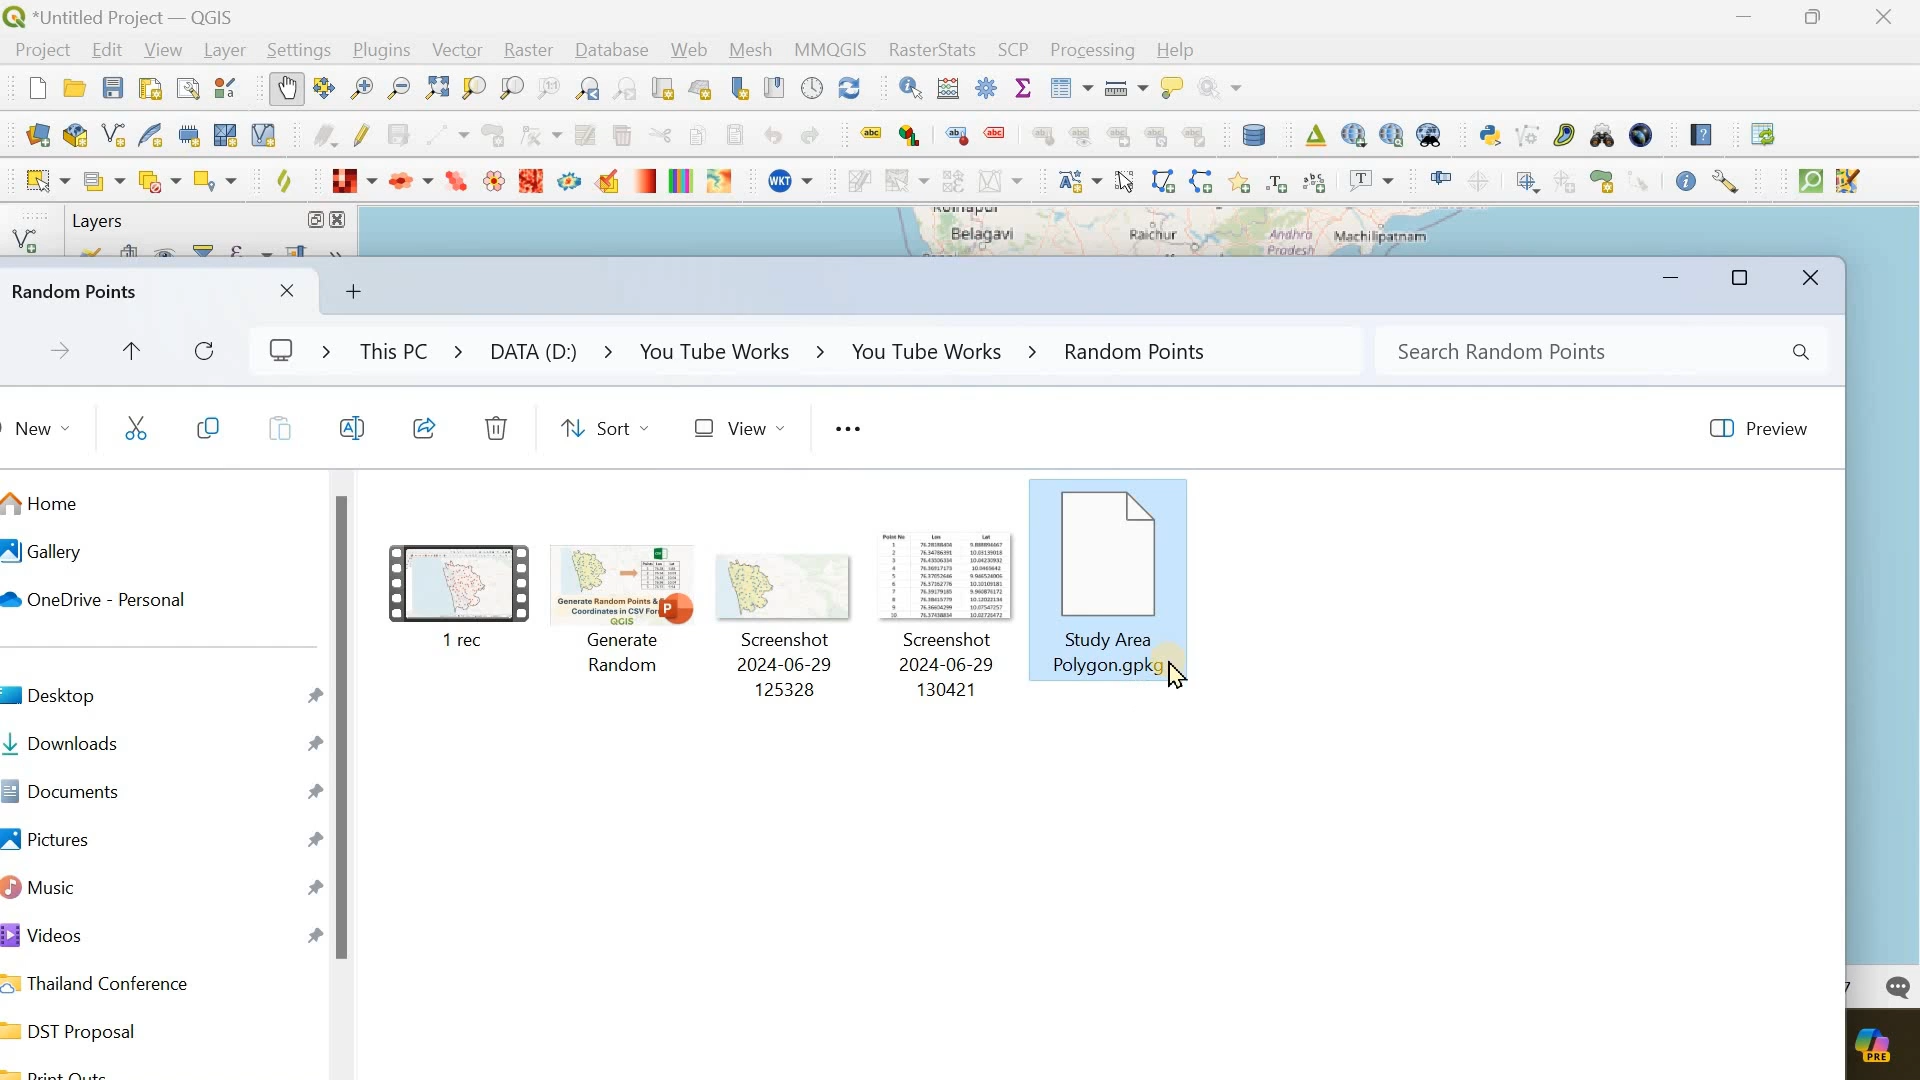 *Untitled Project — QGIS
Project Edit View Layer Settings Plugins Vector Raster Database Web Mesh MMQGIS RasterStats SCP Processing Help
Layers
Belagavi Raichur Andhra Machilipatnam
Pradesh
Random Points
This PC > DATA (D:) > You Tube Works > You Tube Works > Random Points
Search Random Points
New Sort View Preview
Home
Gallery
OneDrive - Personal
Desktop
Downloads
Documents
Pictures
Music
Videos
Thailand Conference
DST Proposal
Print Outs
1 rec
Generate
Random
Screenshot
2024-06-29
125328
Screenshot
2024-06-29
130421
Study Area
Polygon.gpkg
PRE